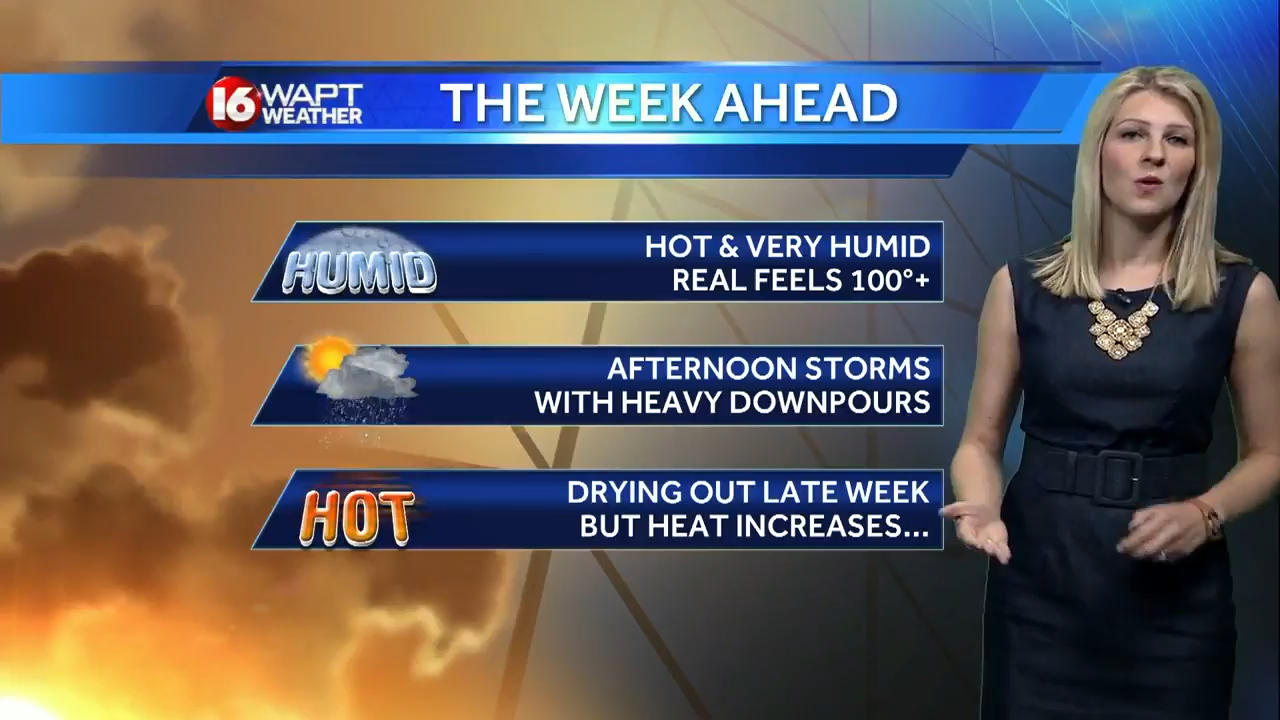 16 WAPT
WEATHER
THE WEEK AHEAD
HUMID
HOT & VERY HUMID
REAL FEELS 100°+
AFTERNOON STORMS
WITH HEAVY DOWNPOURS
HOT
DRYING OUT LATE WEEK
BUT HEAT INCREASES...